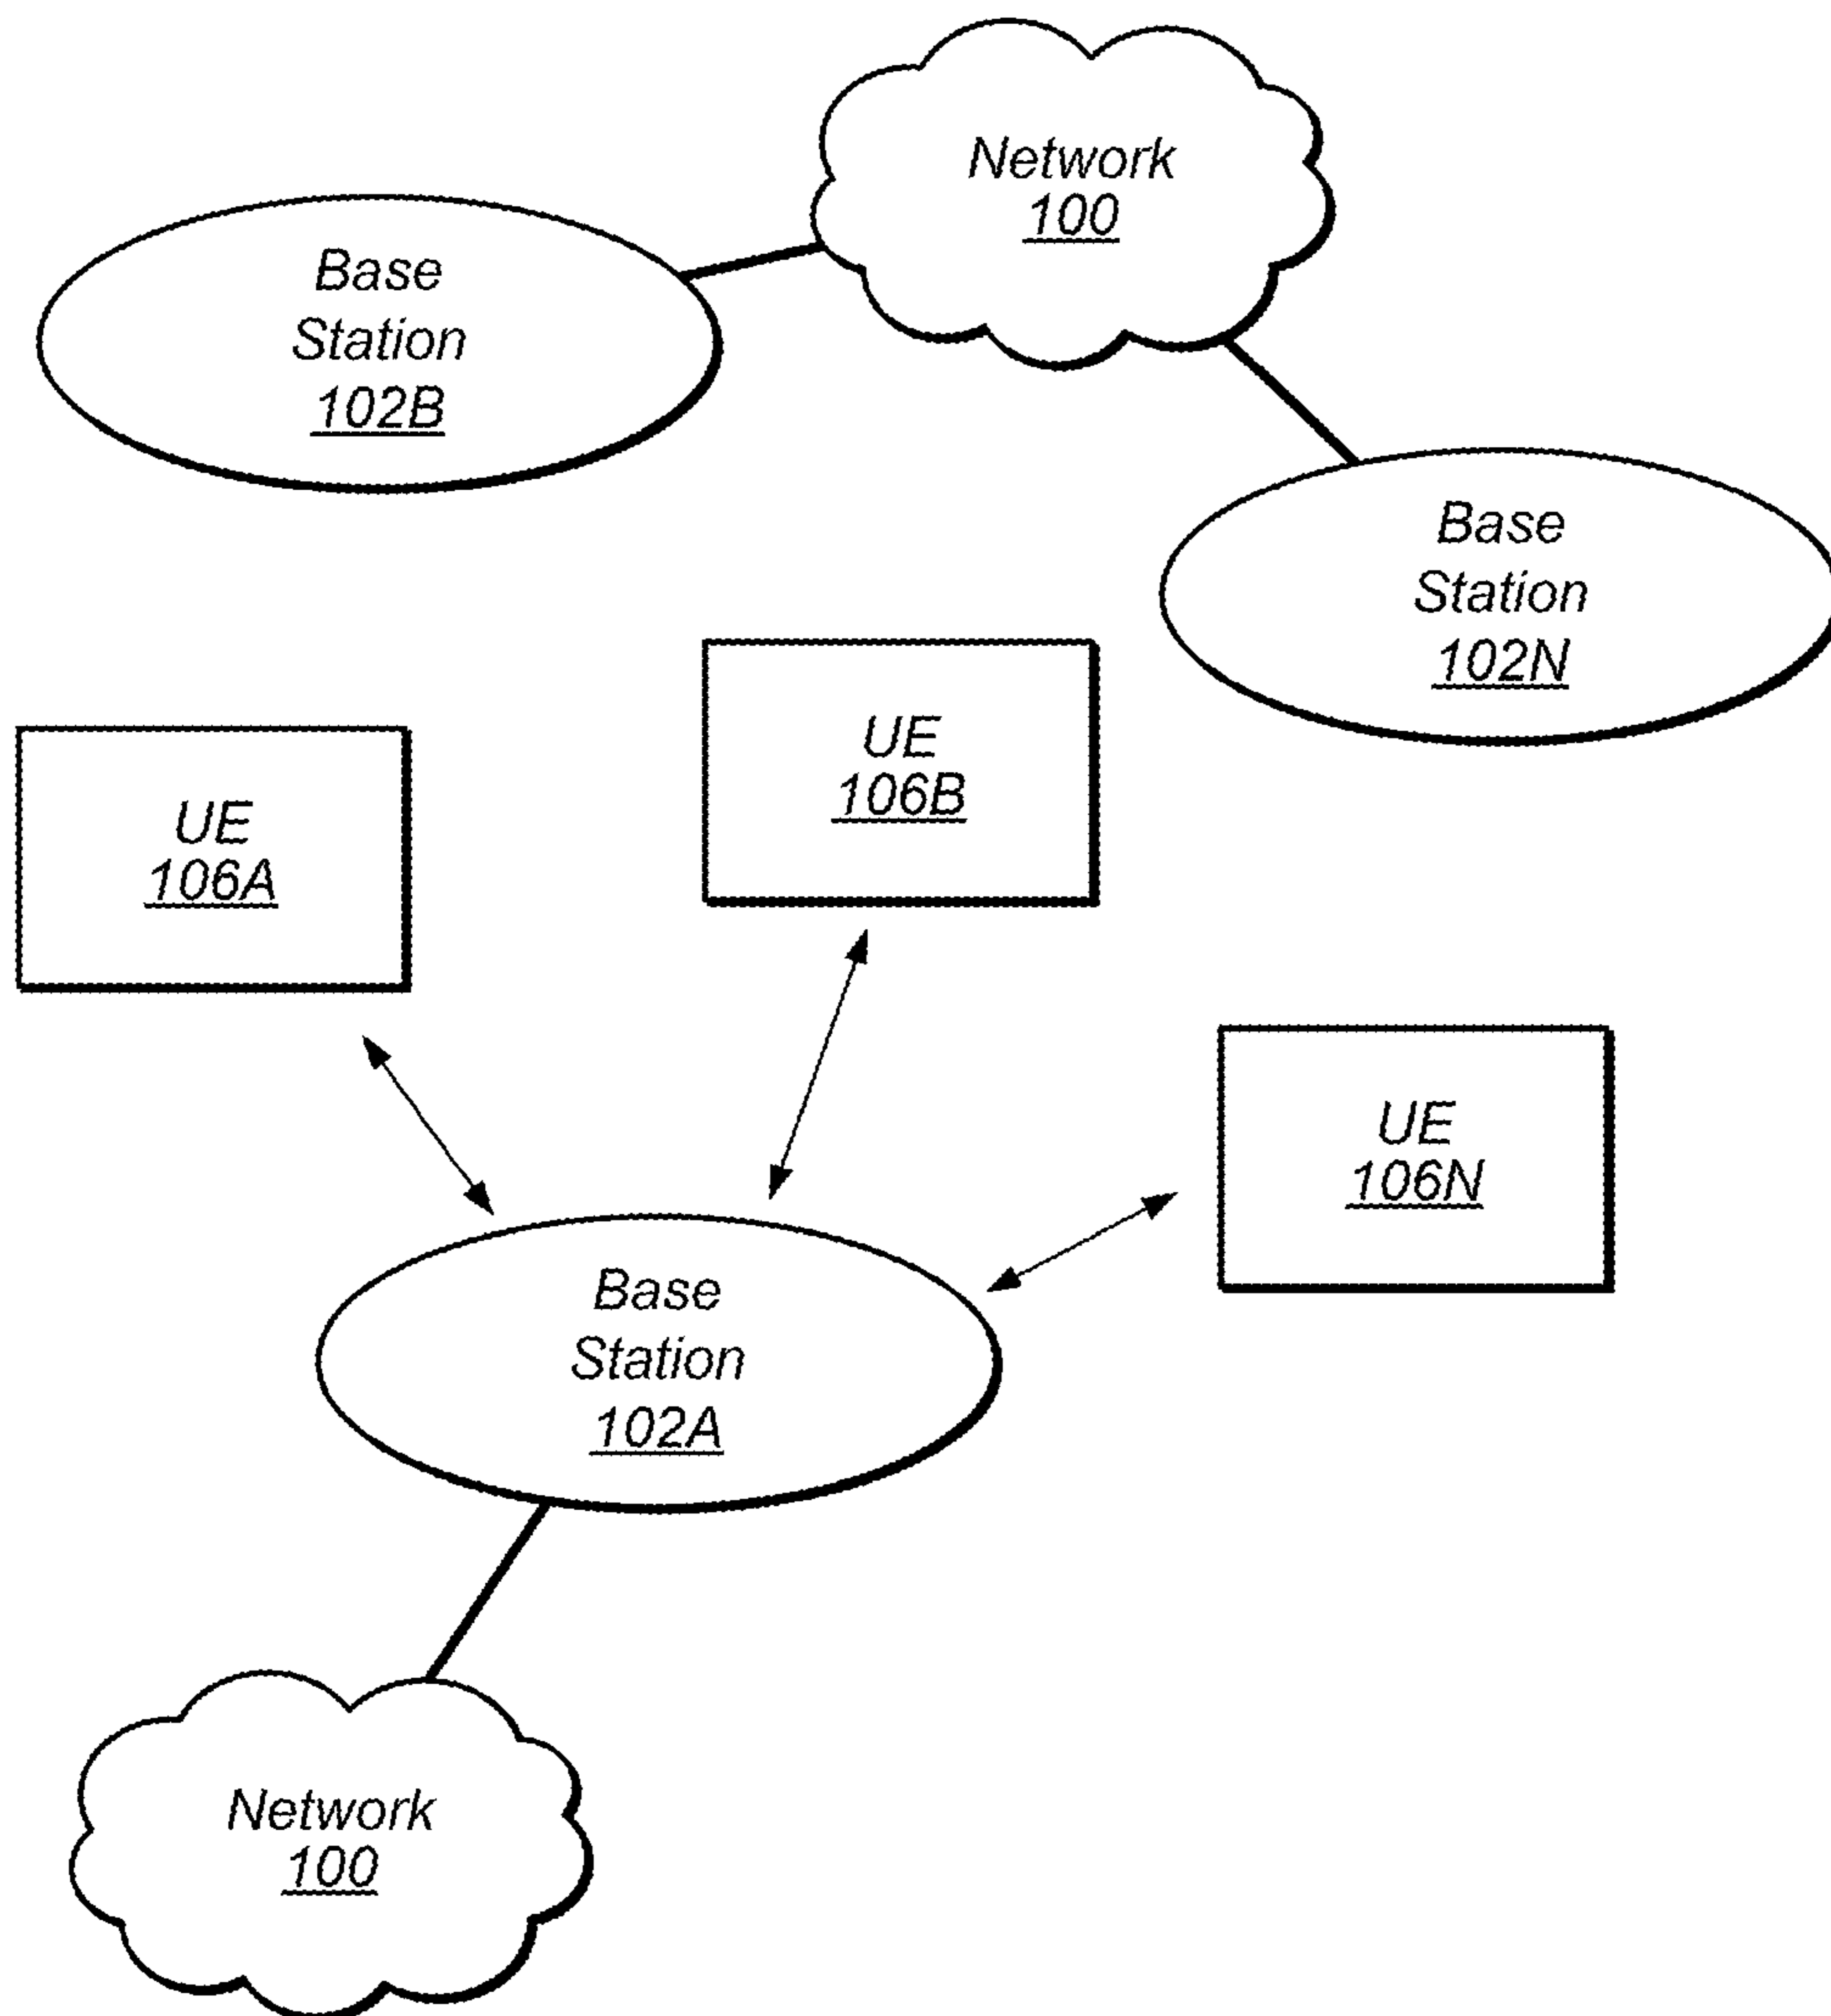 Network
100
Base
Station
102B
Base
Station
102N
UE
106B
UE
106A
UE
106N
Base
Station
102A
Network
100